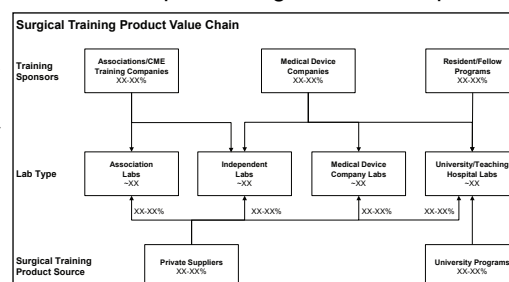 Surgical Training Product Value Chain
Training
Sponsors
Associations/CME
Training Companies
XX-XX%
Medical Device
Companies
XX-XX%
Resident/Fellow
Programs
XX-XX%
Lab Type
Association
Labs
~XX
Independent
Labs
~XX
Medical Device
Company Labs
~XX
University/Teaching
Hospital Labs
~XX
XX-XX%
XX-XX%
XX-XX%
XX-XX%
Surgical Training
Product Source
Private Suppliers
XX-XX%
University Programs
XX-XX%